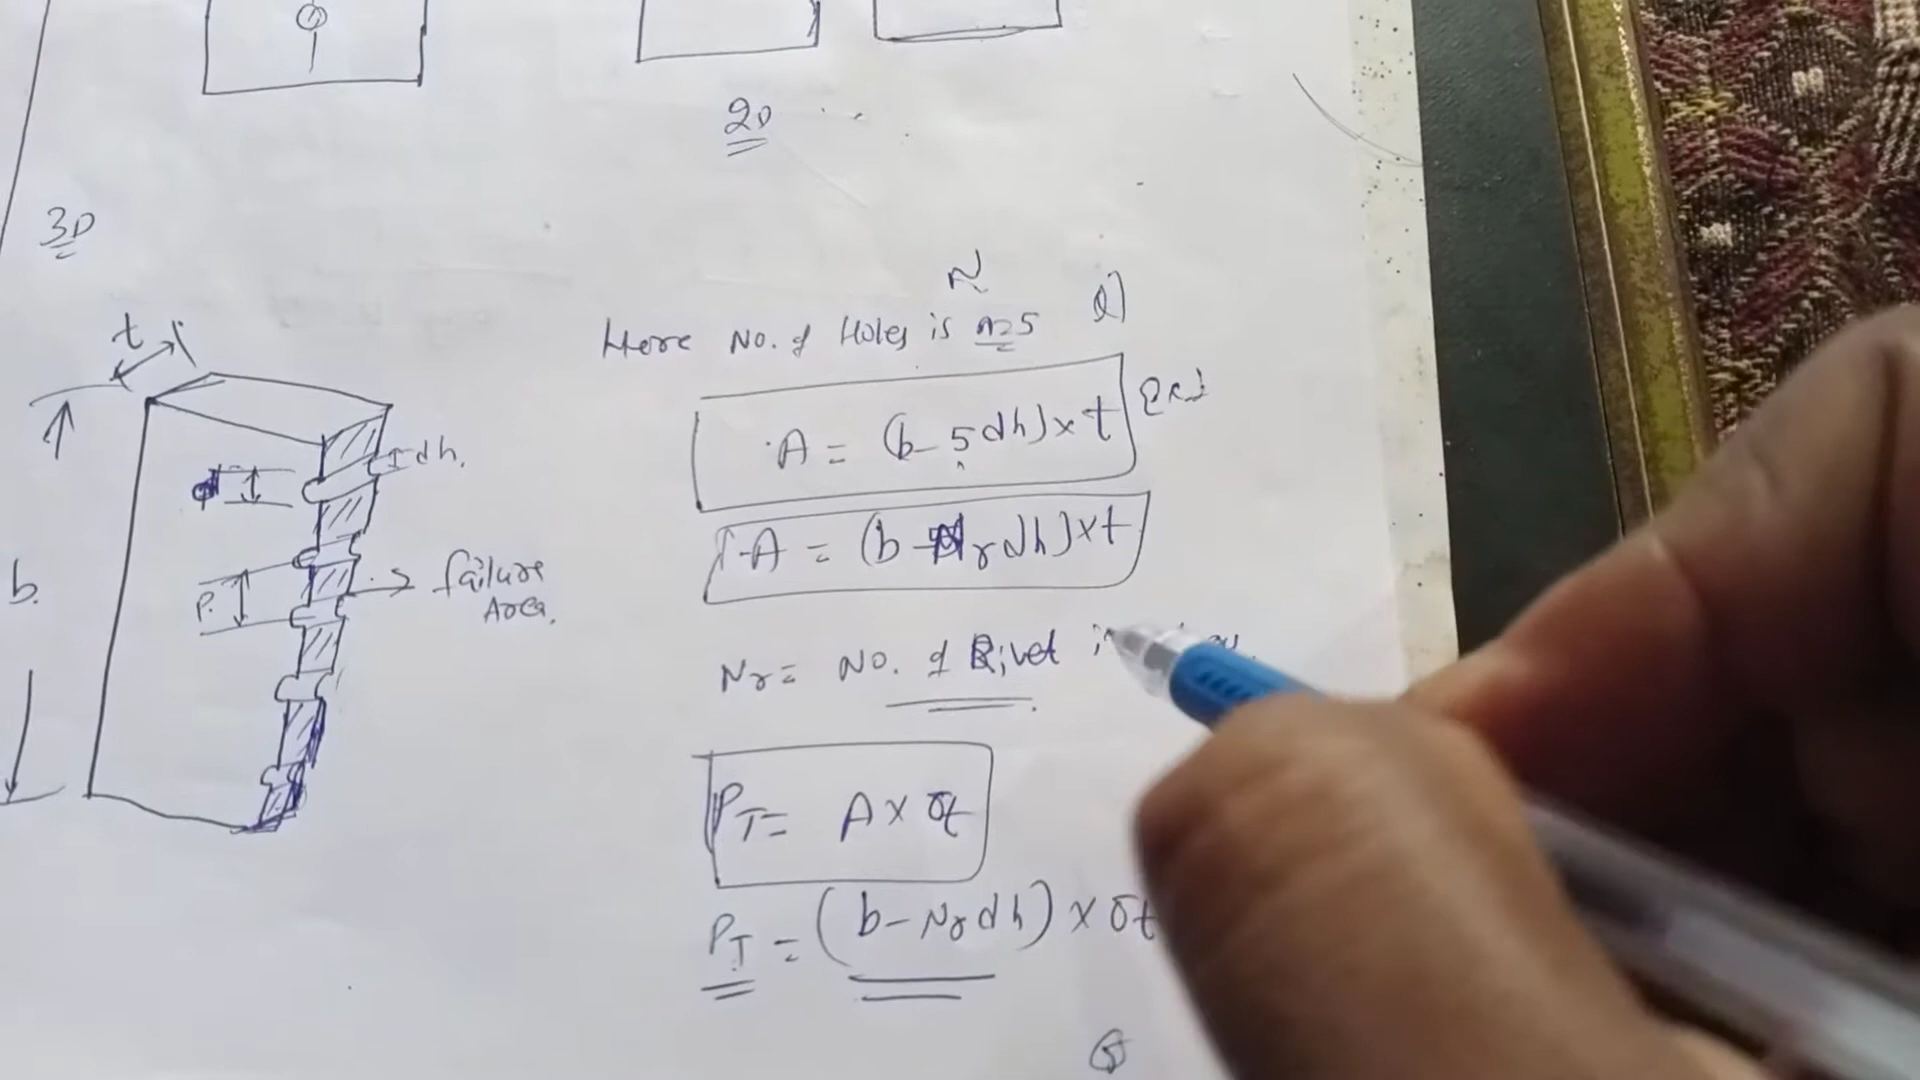 2D
3D
t
Here No. of Holes is n=5
A = (b - 5dh) x t
dh.
A = (b - Nr dh) x t
b.
P.
failure
Area.
Nr = No. of Rivet
PT = A x σt
PT = (b - Nr dh) x σt